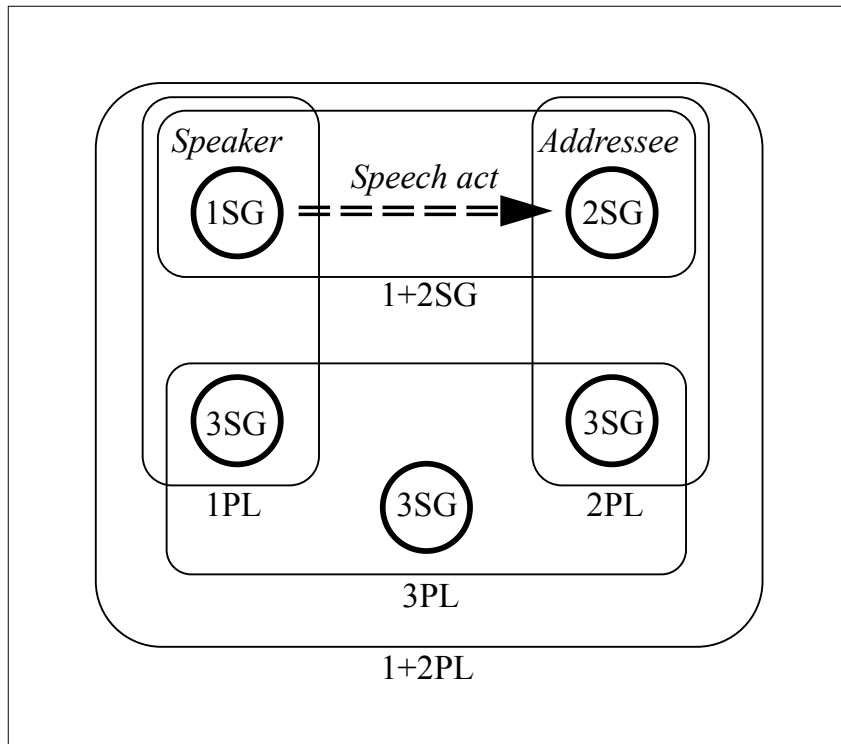 Speaker Addressee
Speech act
1SG 2SG
1+2SG
3SG 3SG
1PL 3SG 2PL
3PL
1+2PL